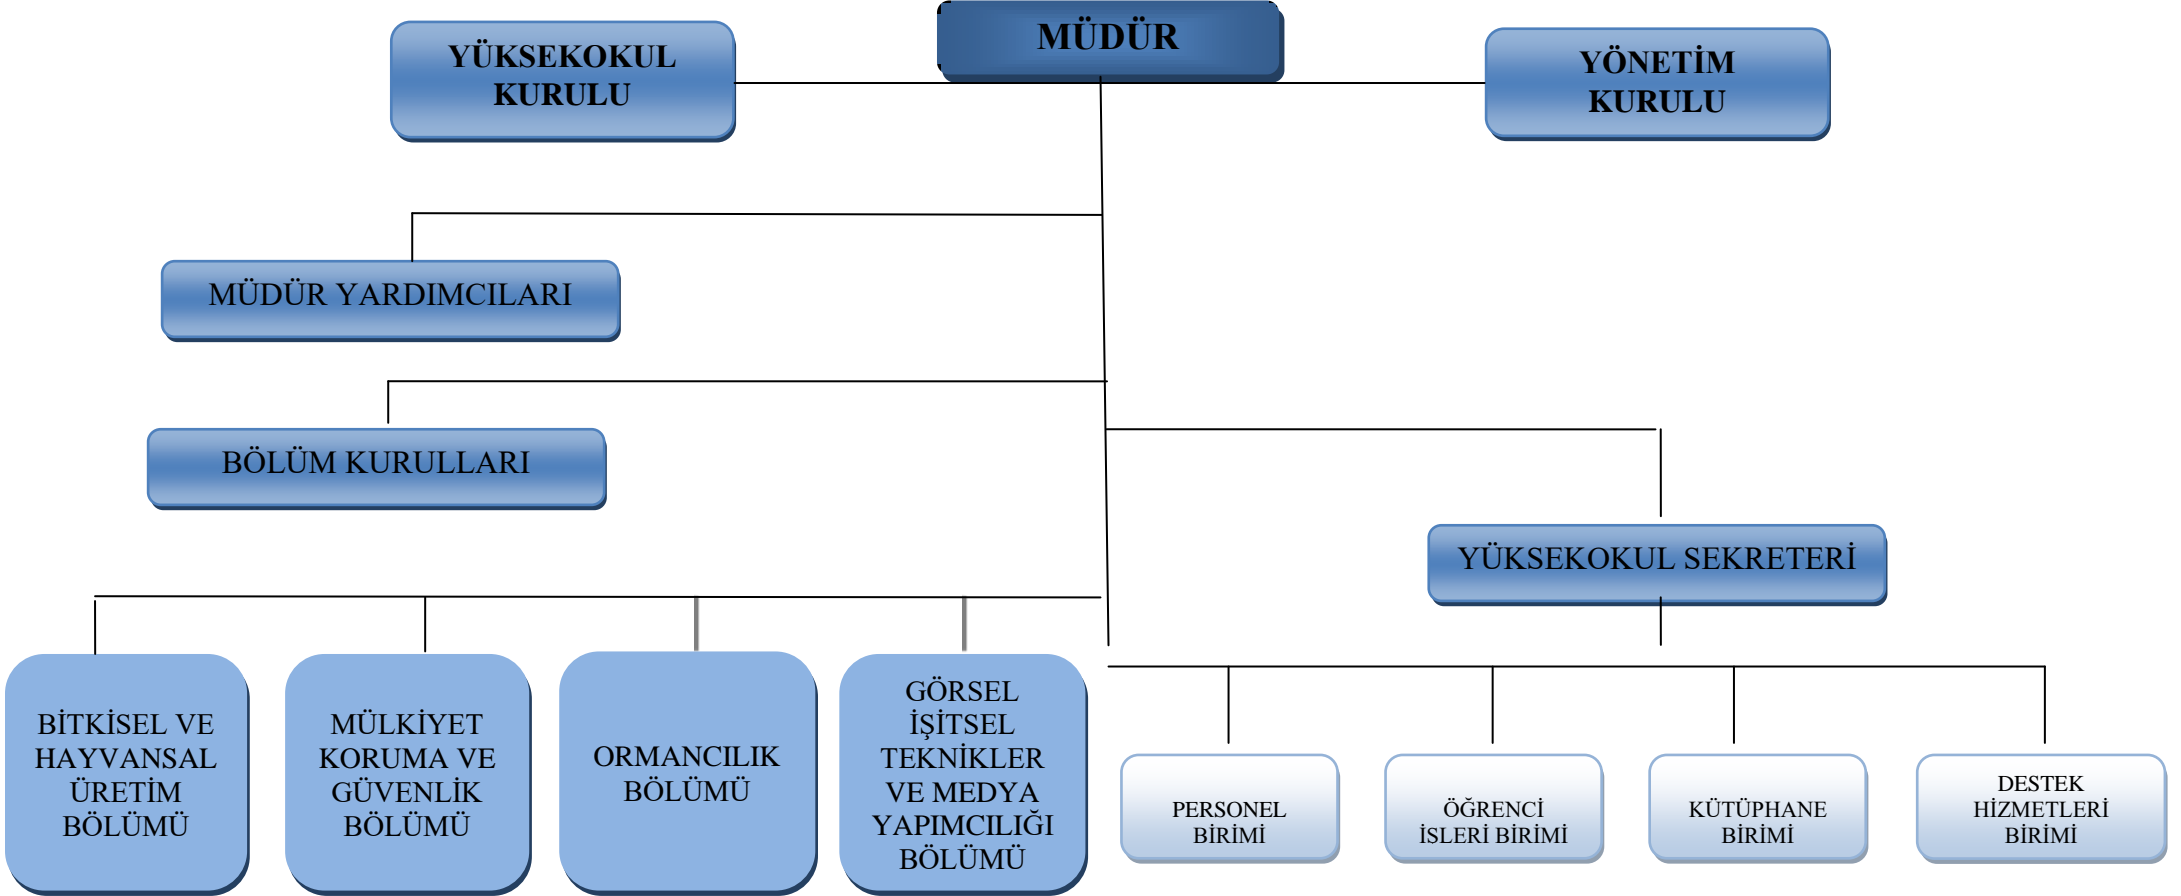 MÜDÜR
YÜKSEKOKUL
KURULU
YÖNETİM
KURULU
MÜDÜR YARDIMCILARI
BÖLÜM KURULLARI
YÜKSEKOKUL SEKRETERİ
BİTKİSEL VE
HAYVANSAL
ÜRETİM
BÖLÜMÜ
MÜLKİYET
KORUMA VE
GÜVENLİK
BÖLÜMÜ
ORMANCILIK
BÖLÜMÜ
GÖRSEL
İŞİTSEL
TEKNİKLER
VE MEDYA
YAPIMCILIĞI
BÖLÜMÜ
PERSONEL
BİRİMİ
ÖĞRENCİ
İSLERİ BİRİMİ
KÜTÜPHANE
BİRİMİ
DESTEK
HİZMETLERİ
BİRİMİ